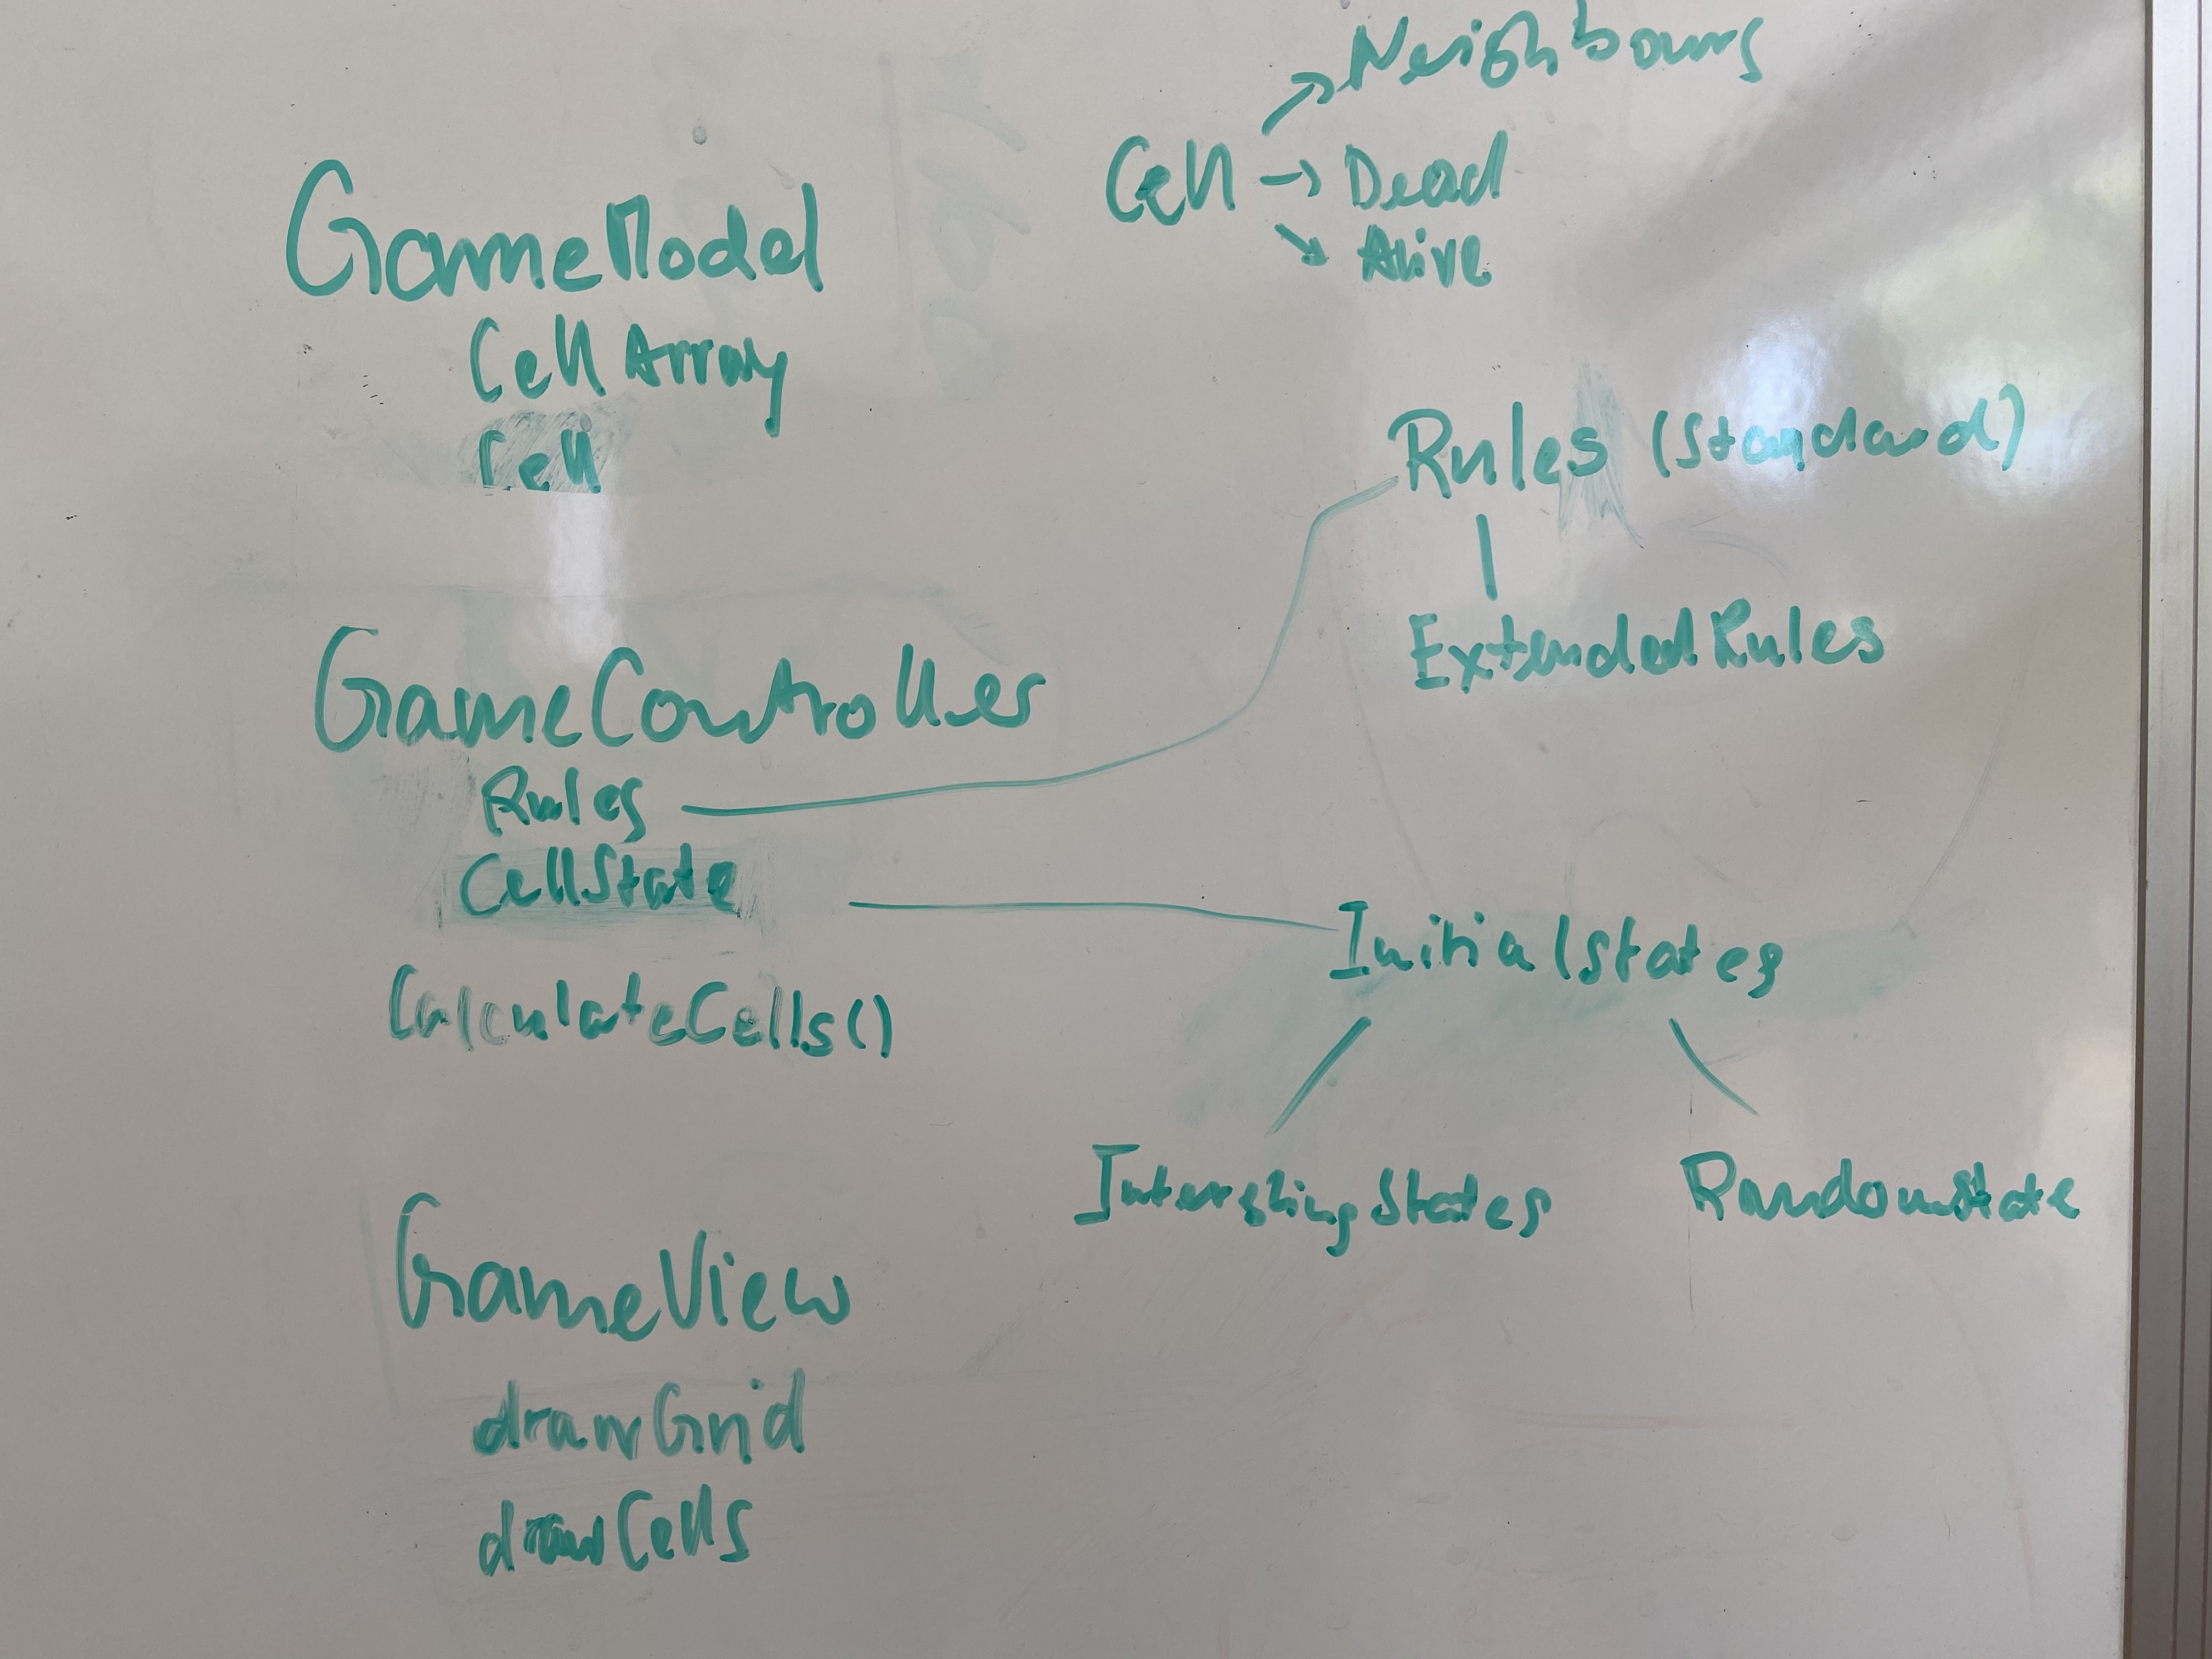 GameModel
CellArray
Cell
GameController
Rules
CellState
CalculateCells()
GameView
drawGrid
drawCells
Neighbours
Cell → Dead
Alive
Rules (Standard)
ExtendedRules
InitialStates
InterestingStates
RandomState